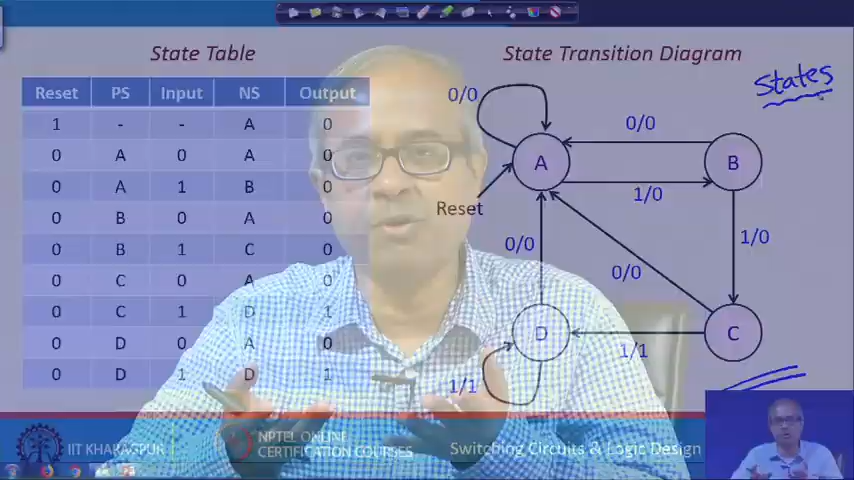 State Table
State Transition Diagram
States
Reset PS Input NS Output
1 - - A 0
0 A 0 A 0
0 A 1 B 0
0 B 0 A 0
0 B 1 C 0
0 C 0 A 0
0 C 1 D 1
0 D 0 A 0
0 D 1 D 1
0/0
0/0
A
B
1/0
Reset
0/0
1/0
0/0
D
C
1/1
1/1
IIT KHARAGPUR
NPTEL ONLINE
CERTIFICATION COURSES
Switching Circuits & Logic Design